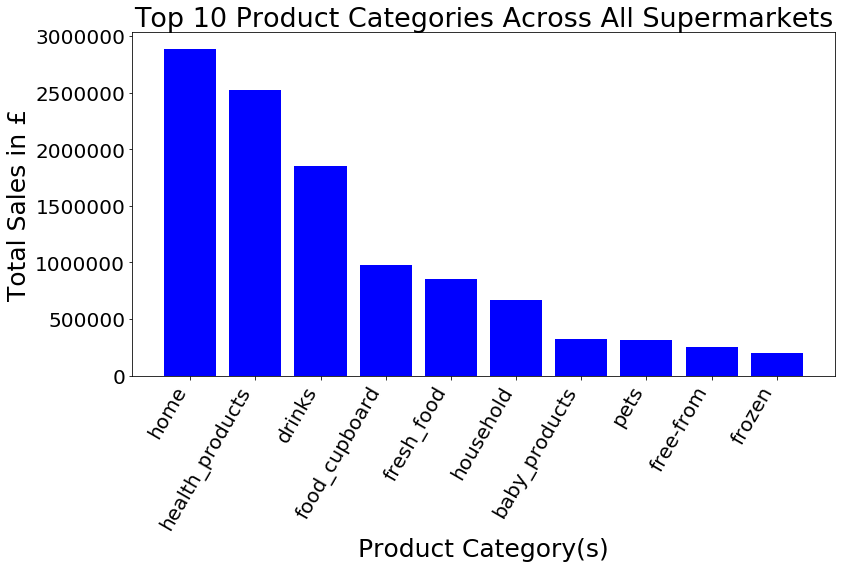 Top 10 Product Categories Across All Supermarkets
Total Sales in £
3000000
2500000
2000000
1500000
1000000
500000
0
home
health_products
drinks
food_cupboard
fresh_food
household
baby_products
pets
free-from
frozen
Product Category(s)